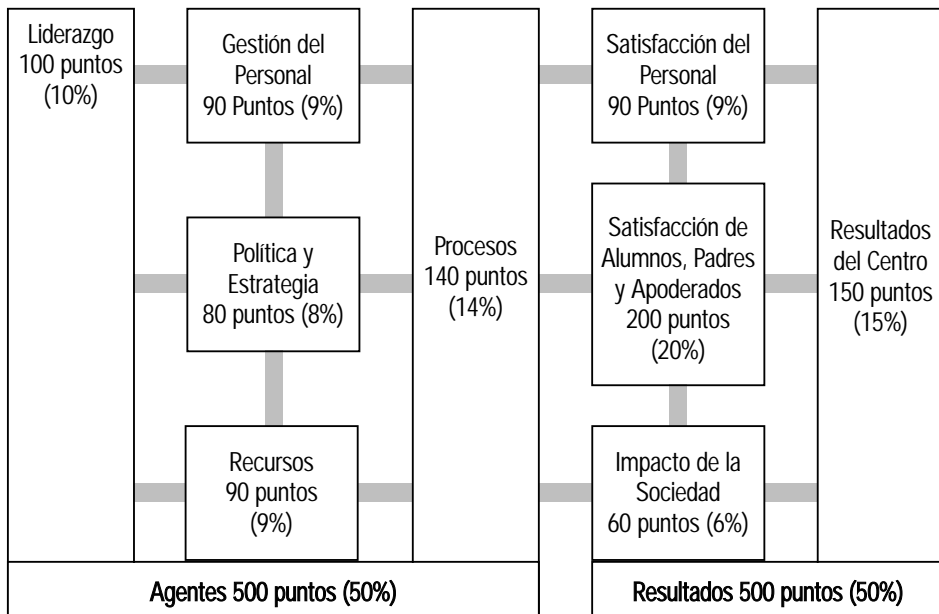 Liderazgo
100 puntos
(10%)
Gestión del
Personal
90 Puntos (9%)
Política y
Estrategia
80 puntos (8%)
Recursos
90 puntos
(9%)
Procesos
140 puntos
(14%)
Satisfacción del
Personal
90 Puntos (9%)
Satisfacción de
Alumnos, Padres
y Apoderados
200 puntos
(20%)
Impacto de la
Sociedad
60 puntos (6%)
Resultados
del Centro
150 puntos
(15%)
Agentes 500 puntos (50%)
Resultados 500 puntos (50%)